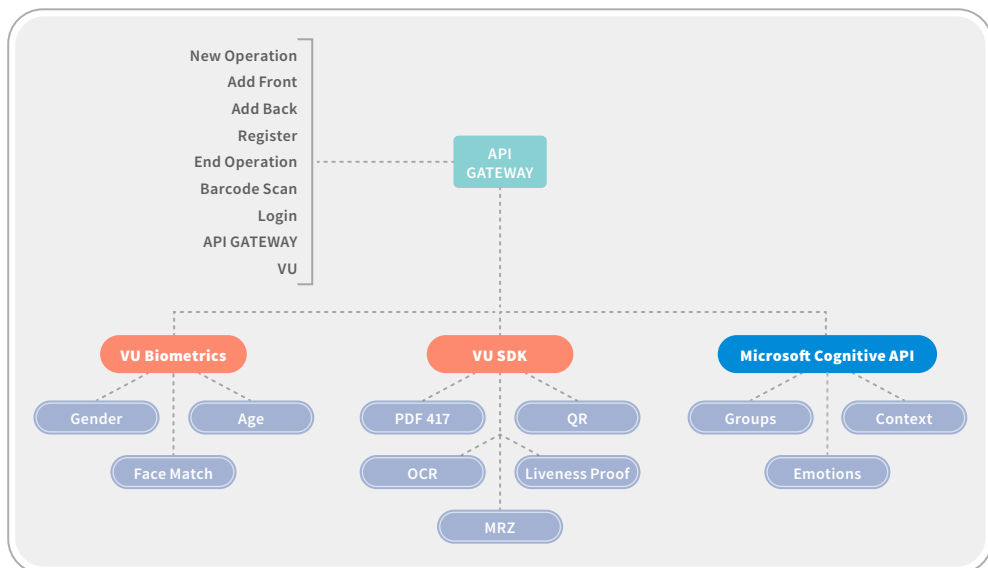 New Operation
Add Front
Add Back
Register
End Operation
Barcode Scan
Login
API GATEWAY
VU
API
GATEWAY
VU Biometrics
VU SDK
Microsoft Cognitive API
Gender
Age
PDF 417
QR
Groups
Context
Face Match
OCR
Liveness Proof
Emotions
MRZ